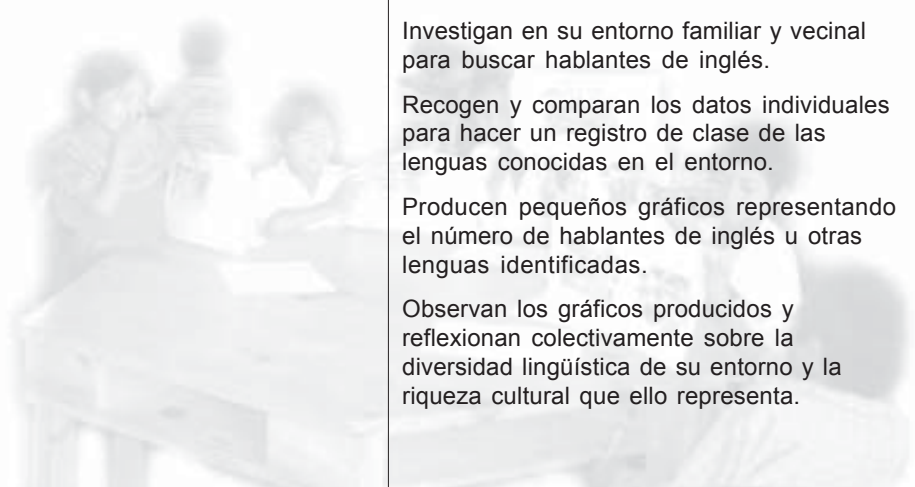 Investigan en su entorno familiar y vecinal
para buscar hablantes de inglés.
Recogen y comparan los datos individuales
para hacer un registro de clase de las
lenguas conocidas en el entorno.
Producen pequeños gráficos representando
el número de hablantes de inglés u otras
lenguas identificadas.
Observan los gráficos producidos y
reflexionan colectivamente sobre la
diversidad lingüística de su entorno y la
riqueza cultural que ello representa.